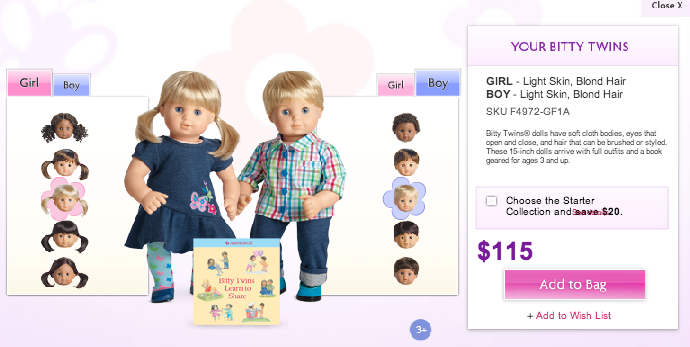 Close X
YOUR BITTY TWINS
Girl Boy
Girl Boy
GIRL - Light Skin, Blond Hair
BOY - Light Skin, Blond Hair
SKU F4972-GF1A
Bitty Twins® dolls have soft cloth bodies, eyes that
open and close, and hair that can be brushed or styled.
These 15-inch dolls arrive with full outfits and a book
geared for ages 3 and up.
Choose the Starter
Collection and save $20.
$115
Add to Bag
+ Add to Wish List
Bitty Twins
Learn to
Share
3+